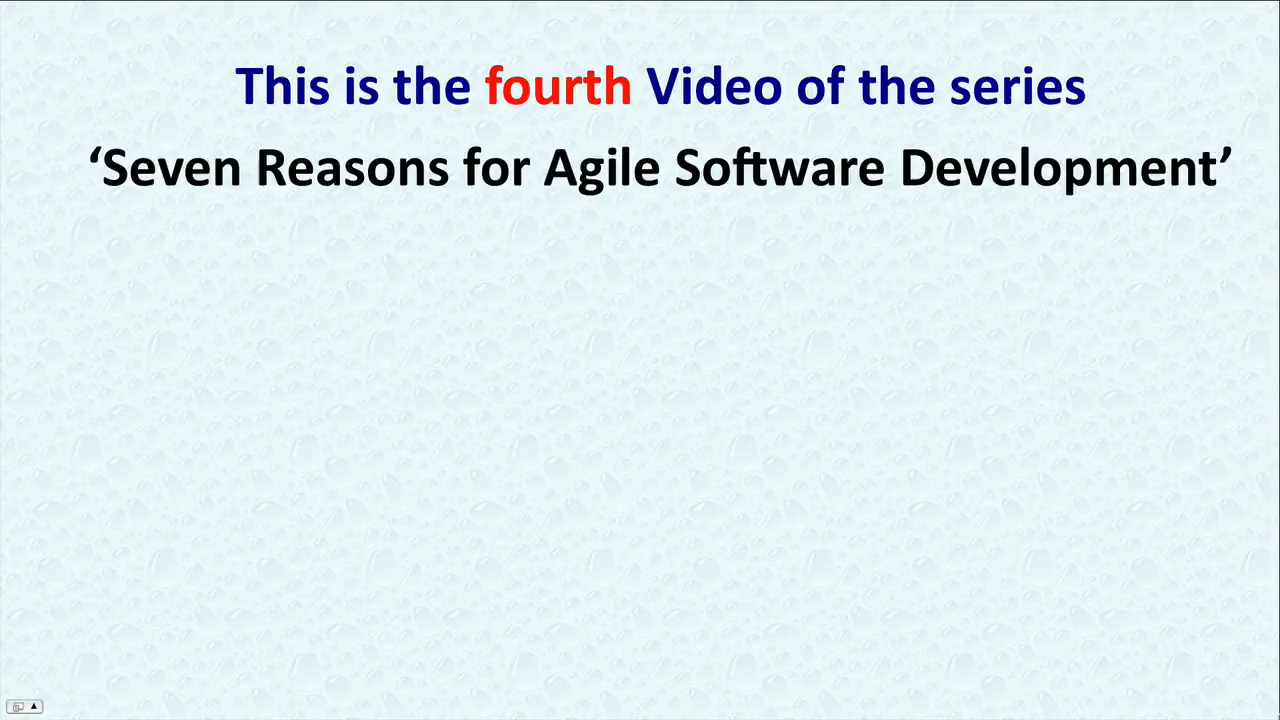 This is the fourth Video of the series
‘Seven Reasons for Agile Software Development’